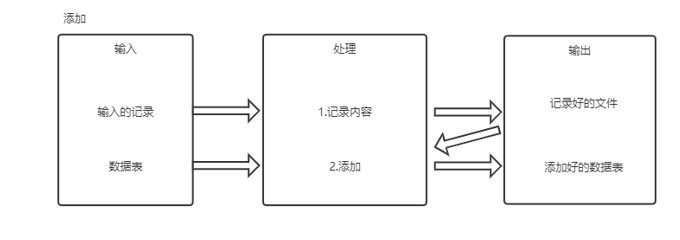 添加
输入
处理
输出
输入的记录
1.记录内容
记录好的文件
数据表
2.添加
添加好的数据表